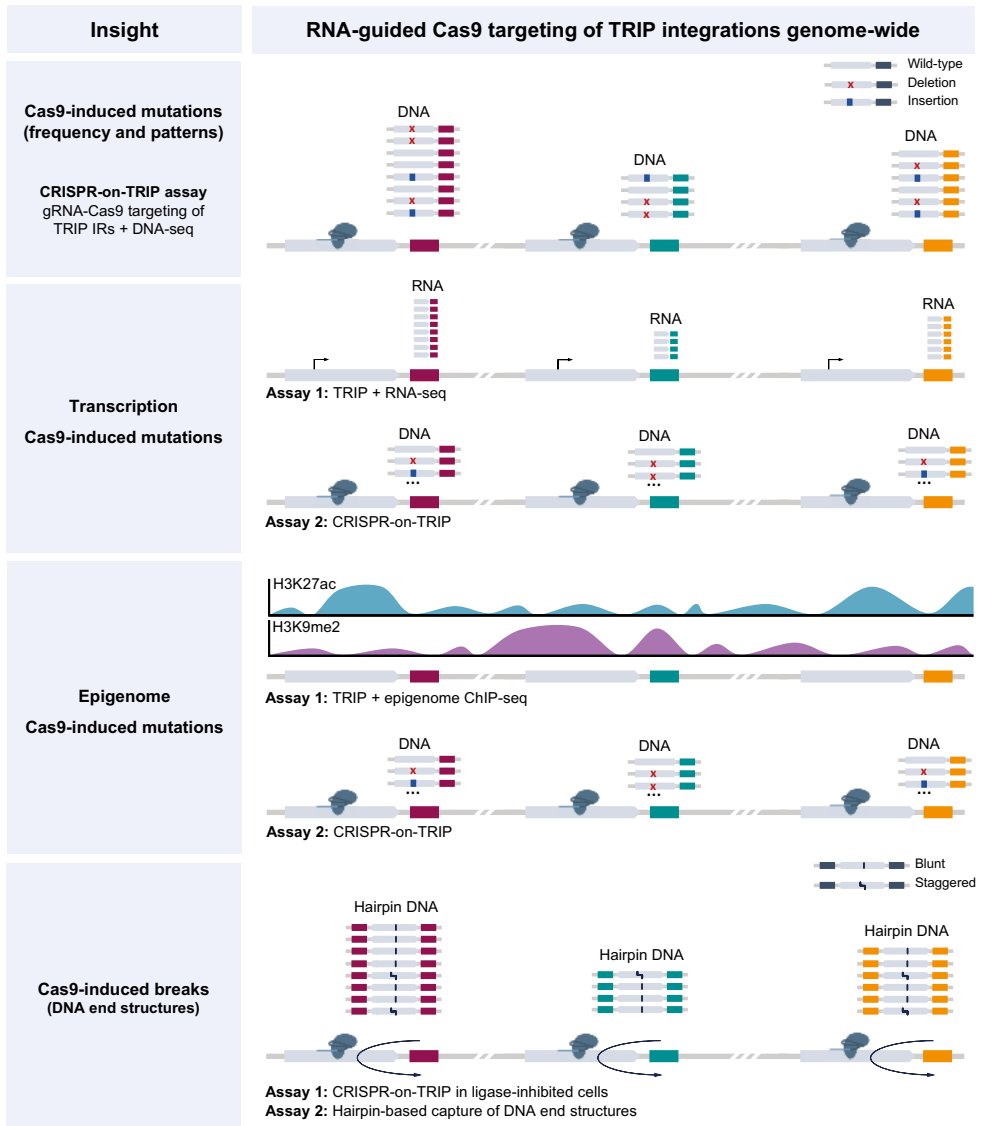 Insight
RNA-guided Cas9 targeting of TRIP integrations genome-wide
Cas9-induced mutations
(frequency and patterns)
CRISPR-on-TRIP assay
gRNA-Cas9 targeting of
TRIP IRs + DNA-seq
Wild-type
x Deletion
Insertion
DNA
x
x
x
DNA
x
x
DNA
x
x
Transcription
Cas9-induced mutations
RNA
RNA
RNA
Assay 1: TRIP + RNA-seq
DNA
x
...
DNA
x
x
...
DNA
x
...
Assay 2: CRISPR-on-TRIP
Epigenome
Cas9-induced mutations
H3K27ac
H3K9me2
Assay 1: TRIP + epigenome ChIP-seq
DNA
x
...
DNA
x
x
...
DNA
x
...
Assay 2: CRISPR-on-TRIP
Cas9-induced breaks
(DNA end structures)
Blunt
Staggered
Hairpin DNA
Hairpin DNA
Hairpin DNA
Assay 1: CRISPR-on-TRIP in ligase-inhibited cells
Assay 2: Hairpin-based capture of DNA end structures